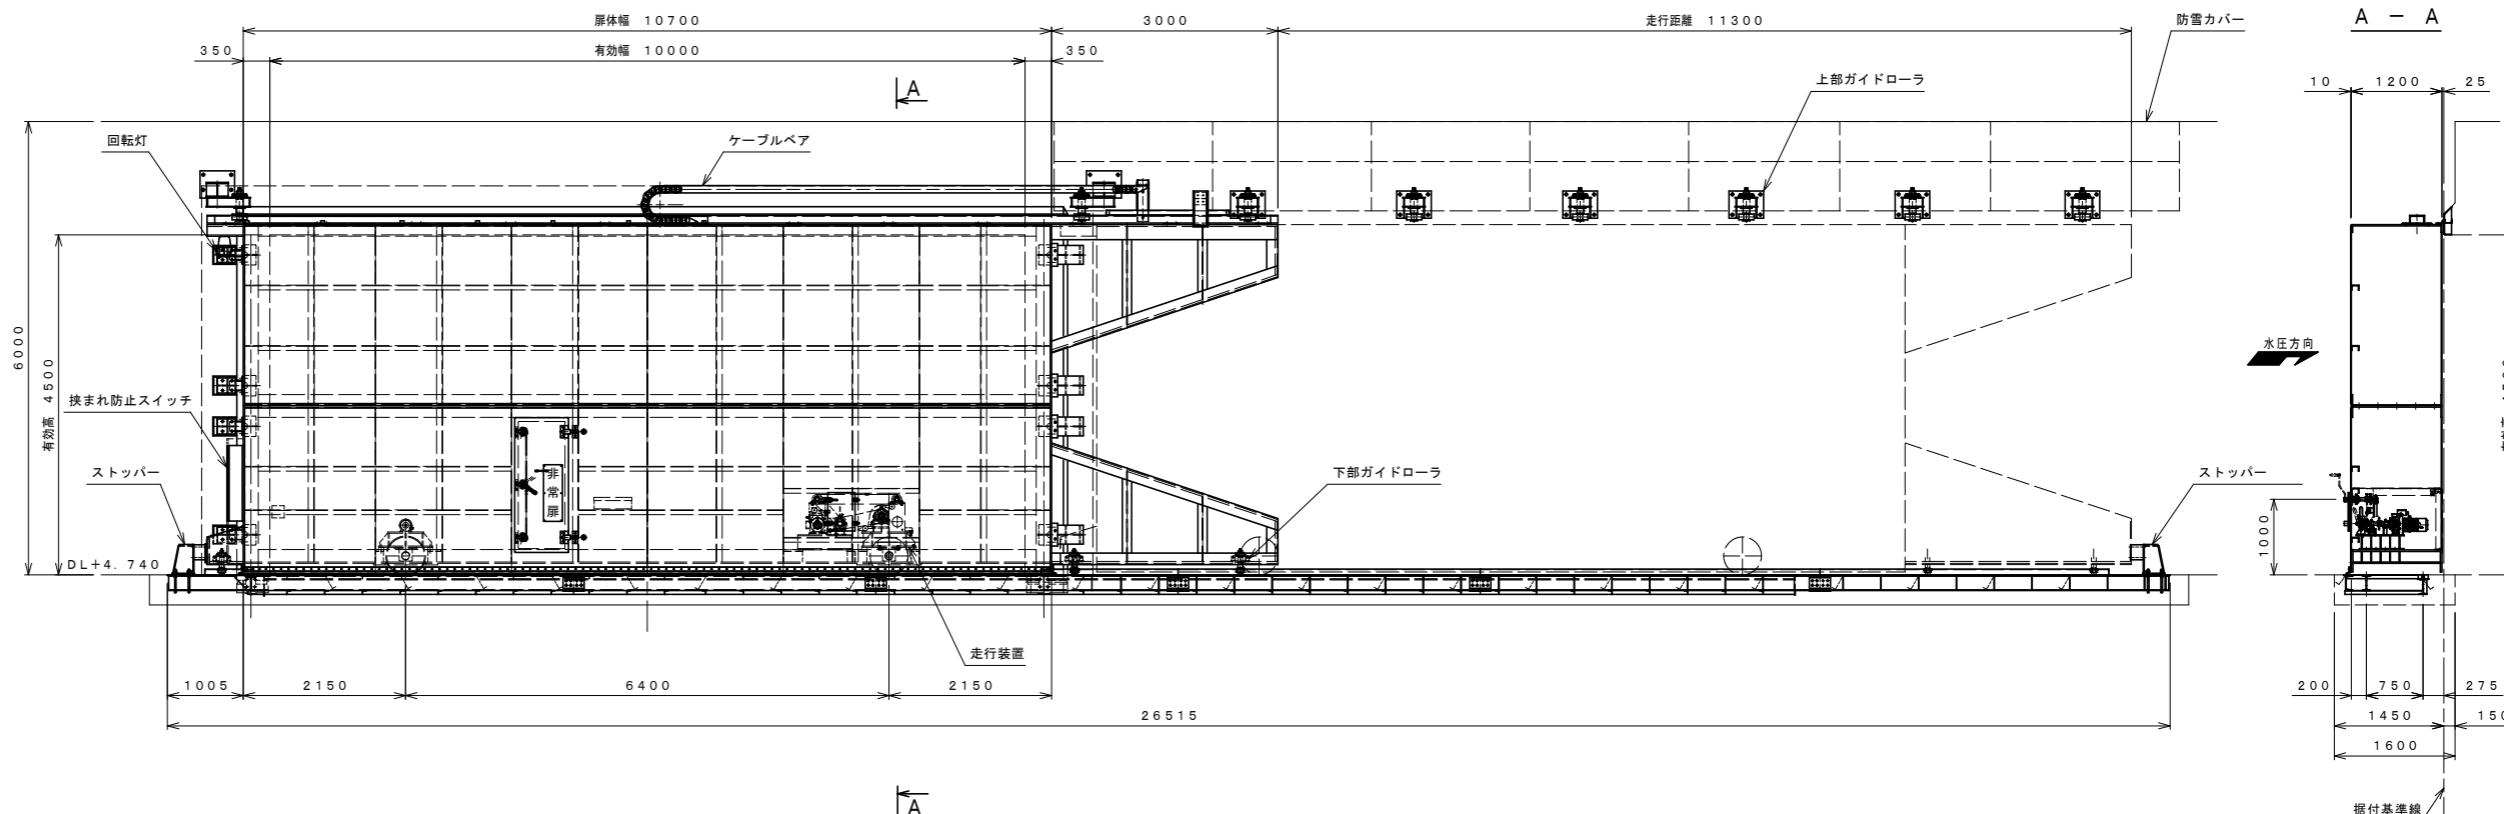 扉体幅 10700
3000
走行距離 11300
防雪カバー
A − A
350
有効幅 10000
350
A
上部ガイドローラ
10
1200
25
回転灯
ケーブルベア
6000
有効高 4500
水圧方向
挟まれ防止スイッチ
ストッパー
非常扉
下部ガイドローラ
ストッパー
1000
DL+4.740
走行装置
1005
2150
6400
2150
200
750
275
26515
1450
150
1600
A
据付基準線